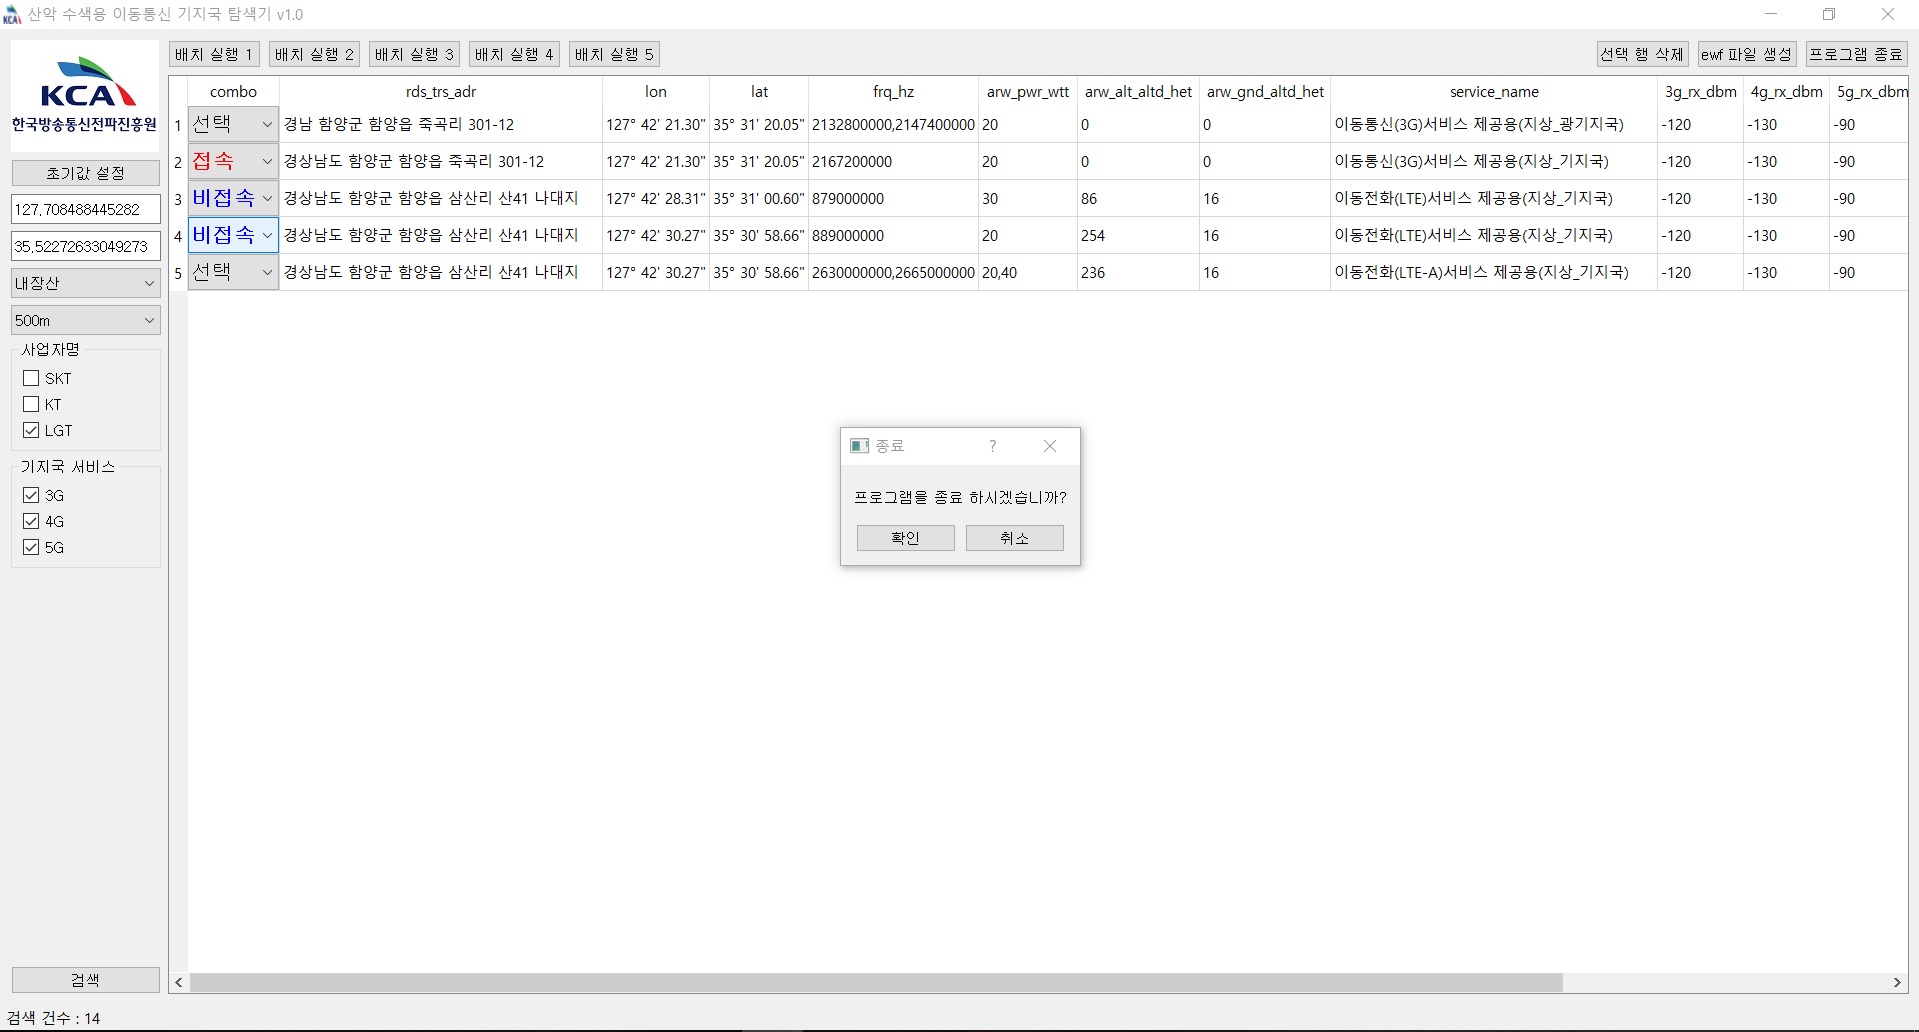 산악 수색용 이동통신 기지국 탐색기 v1.0
KCA
한국방송통신전파진흥원
배치 실행 1 배치 실행 2 배치 실행 3 배치 실행 4 배치 실행 5 선택 행 삭제 ewf 파일 생성 프로그램 종료
초기값 설정
127.708488445282
35.52272633049273
내장산
500m
사업자명
SKT
KT
LGT
기지국 서비스
3G
4G
5G
검색
combo rds_trs_adr lon lat frq_hz arw_pwr_wtt arw_alt_altd_het arw_gnd_altd_het service_name 3g_rx_dbm 4g_rx_dbm 5g_rx_dbm
1 선택 경남 함양군 함양읍 죽곡리 301-12 127° 42' 21.30" 35° 31' 20.05" 2132800000,2147400000 20 0 0 이동통신(3G)서비스 제공용(지상_광기지국) -120 -130 -90
2 접속 경상남도 함양군 함양읍 죽곡리 301-12 127° 42' 21.30" 35° 31' 20.05" 2167200000 20 0 0 이동통신(3G)서비스 제공용(지상_기지국) -120 -130 -90
3 비접속 경상남도 함양군 함양읍 삼산리 산41 나대지 127° 42' 28.31" 35° 31' 00.60" 879000000 30 86 16 이동전화(LTE)서비스 제공용(지상_기지국) -120 -130 -90
4 비접속 경상남도 함양군 함양읍 삼산리 산41 나대지 127° 42' 30.27" 35° 30' 58.66" 889000000 20 254 16 이동전화(LTE)서비스 제공용(지상_기지국) -120 -130 -90
5 선택 경상남도 함양군 함양읍 삼산리 산41 나대지 127° 42' 30.27" 35° 30' 58.66" 2630000000,2665000000 20,40 236 16 이동전화(LTE-A)서비스 제공용(지상_기지국) -120 -130 -90
종료 ?
프로그램을 종료 하시겠습니까?
확인 취소
검색 건수 : 14